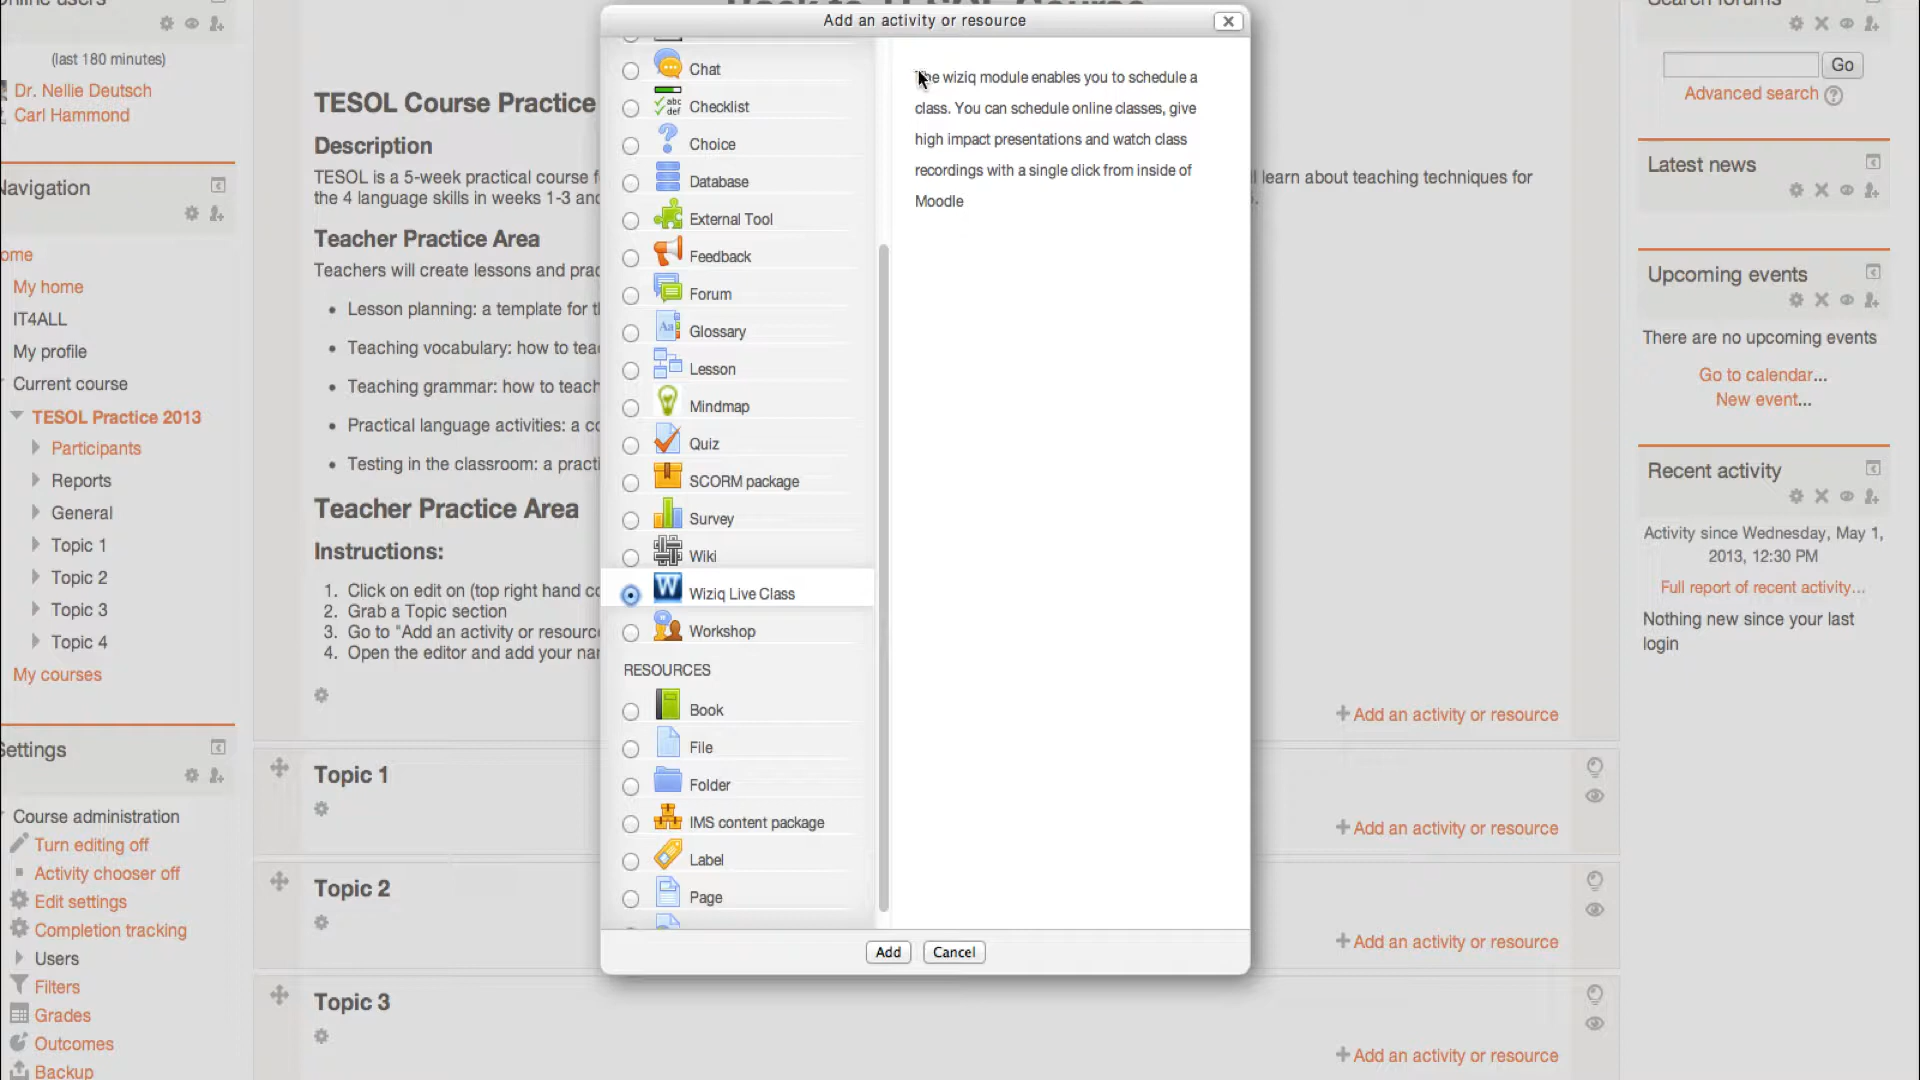 Add an activity or resource
Online users
(last 180 minutes)
Dr. Nellie Deutsch
Carl Hammond
Navigation
ome
My home
IT4ALL
My profile
Current course
TESOL Practice 2013
Participants
Reports
General
Topic 1
Topic 2
Topic 3
Topic 4
My courses
Settings
Course administration
Turn editing off
Activity chooser off
Edit settings
Completion tracking
Users
Filters
Grades
Outcomes
Backup
Back to TESOL Course
TESOL Course Practice
Description
TESOL is a 5-week practical course f
l learn about teaching techniques for
the 4 language skills in weeks 1-3 an
Teacher Practice Area
Teachers will create lessons and prac
• Lesson planning: a template for t
• Teaching vocabulary: how to tea
• Teaching grammar: how to teach
• Practical language activities: a co
• Testing in the classroom: a practi
Teacher Practice Area
Instructions:
1. Click on edit on (top right hand co
2. Grab a Topic section
3. Go to "Add an activity or resourc
4. Open the editor and add your nar
+ Add an activity or resource
Topic 1
+ Add an activity or resource
Topic 2
+ Add an activity or resource
Topic 3
+ Add an activity or resource
Chat
Checklist
Choice
Database
External Tool
Feedback
Forum
Glossary
Lesson
Mindmap
Quiz
SCORM package
Survey
Wiki
Wiziq Live Class
Workshop
RESOURCES
Book
File
Folder
IMS content package
Label
Page
The wiziq module enables you to schedule a
class. You can schedule online classes, give
high impact presentations and watch class
recordings with a single click from inside of
Moodle
Add
Cancel
Search forums
Go
Advanced search
Latest news
Upcoming events
There are no upcoming events
Go to calendar...
New event...
Recent activity
Activity since Wednesday, May 1,
2013, 12:30 PM
Full report of recent activity...
Nothing new since your last
login